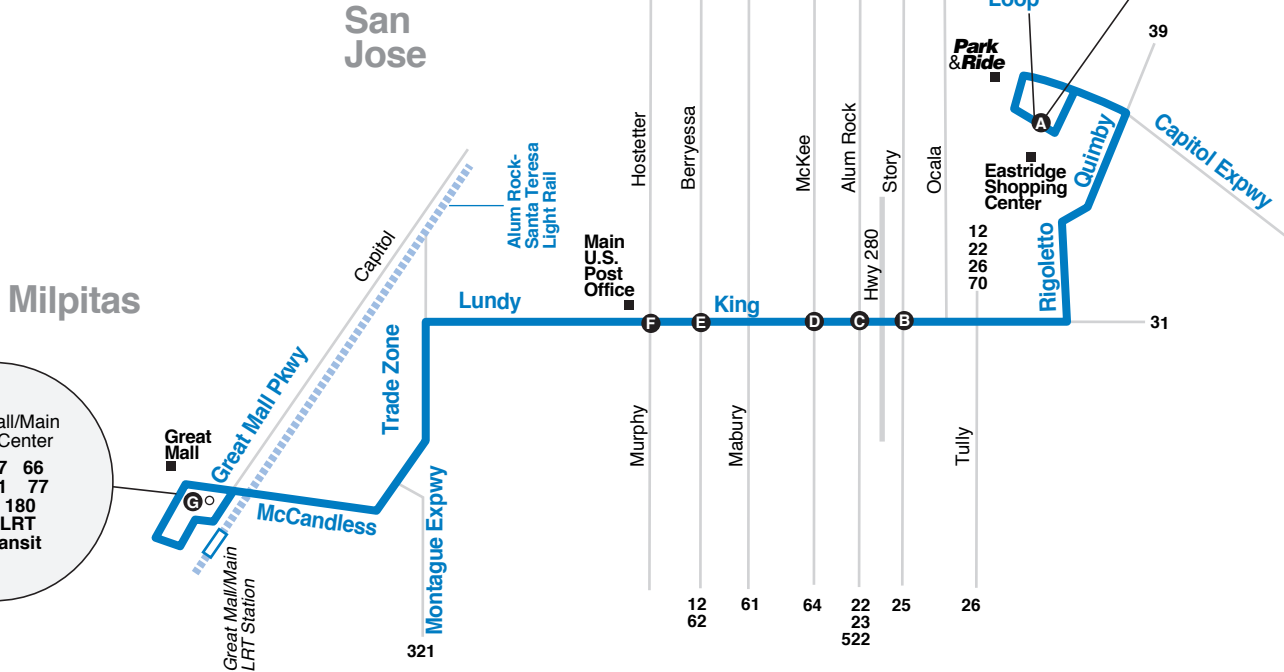 San
Jose
Loop
39
Park
&Ride
Hostetter
Berryessa
McKee
Alum Rock
Story
Ocala
Quimby
Capitol Expwy
Alum Rock-
Santa Teresa
Light Rail
Eastridge
Shopping
Center
A
12
22
26
70
Capitol
Main
U.S.
Post
Office
Hwy 280
Rigoletto
Milpitas
Lundy
King
F
E
D
C
B
31
Trade Zone
Great Mall Pkwy
all/Main
Center
7 66
1 77
180
LRT
ansit
Great
Mall
G
McCandless
Murphy
Mabury
Tully
Montague Expwy
Great Mall/Main
LRT Station
321
12
62
61
64
22
23
522
25
26